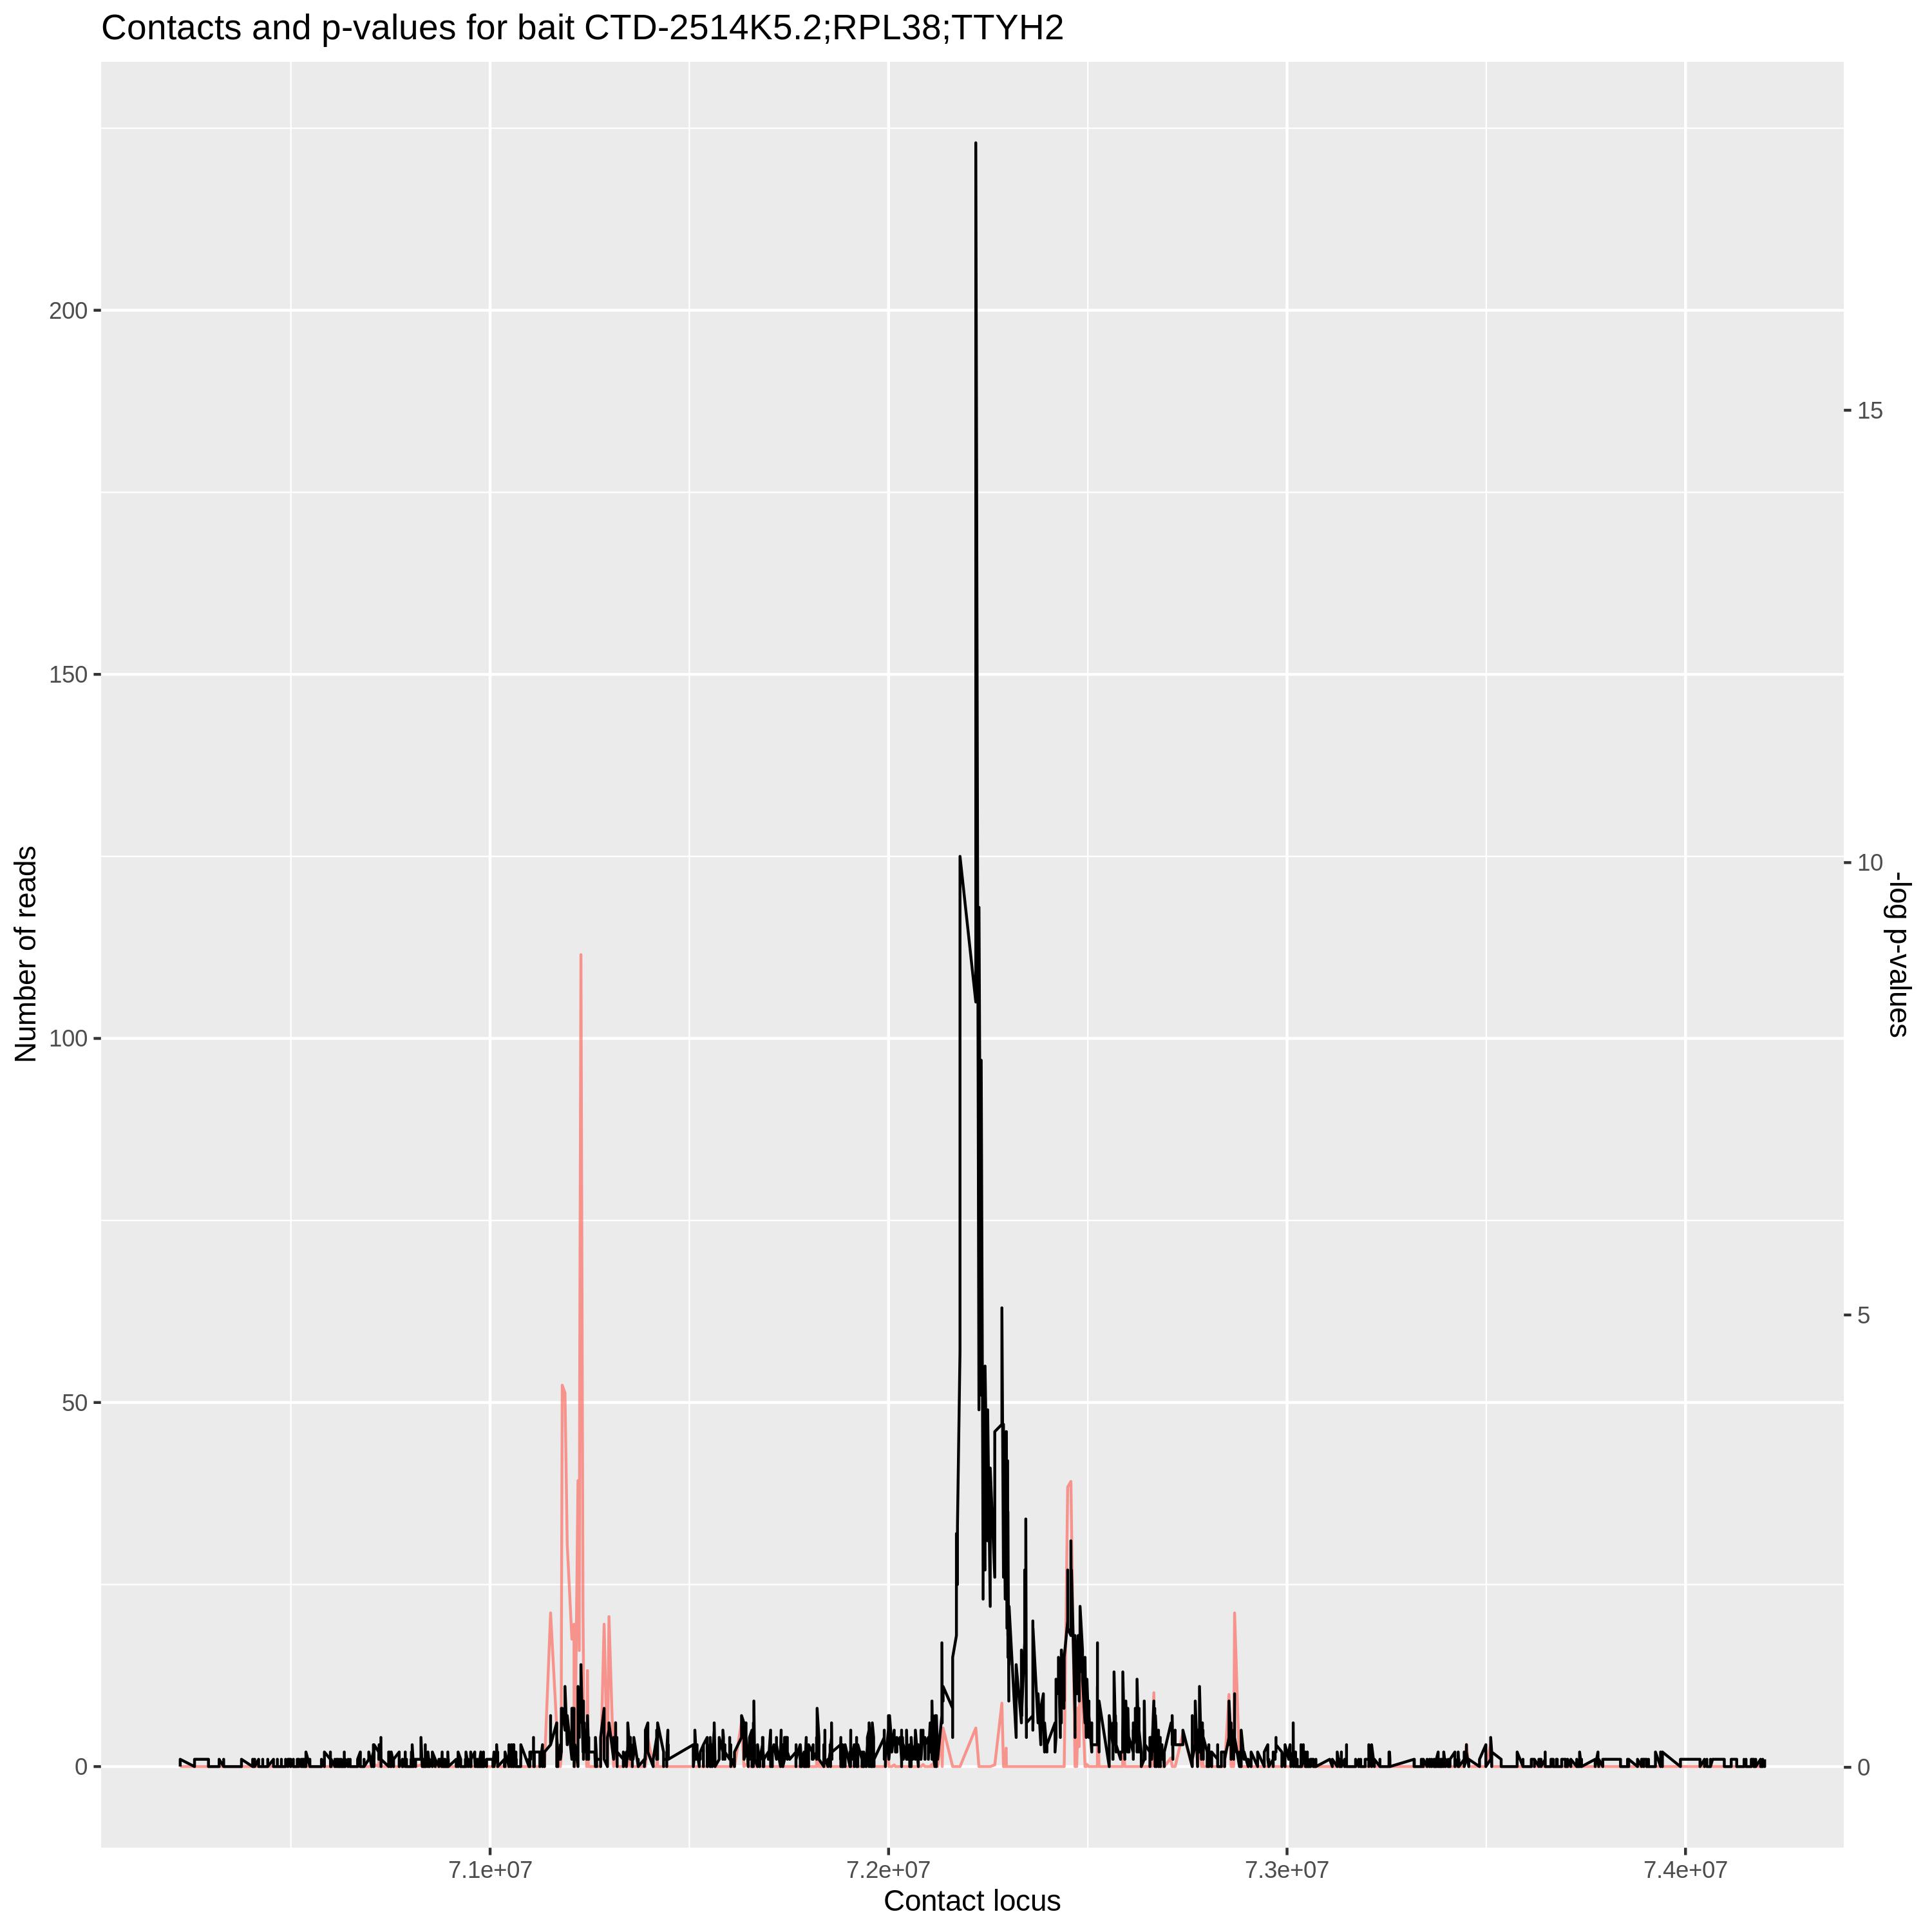 Contacts and p-values for bait CTD-2514K5.2;RPL38;TTYH2
200
150
100
50
0
Number of reads
15
10
5
0
-log p-values
7.1e+07 7.2e+07 7.3e+07 7.4e+07
Contact locus